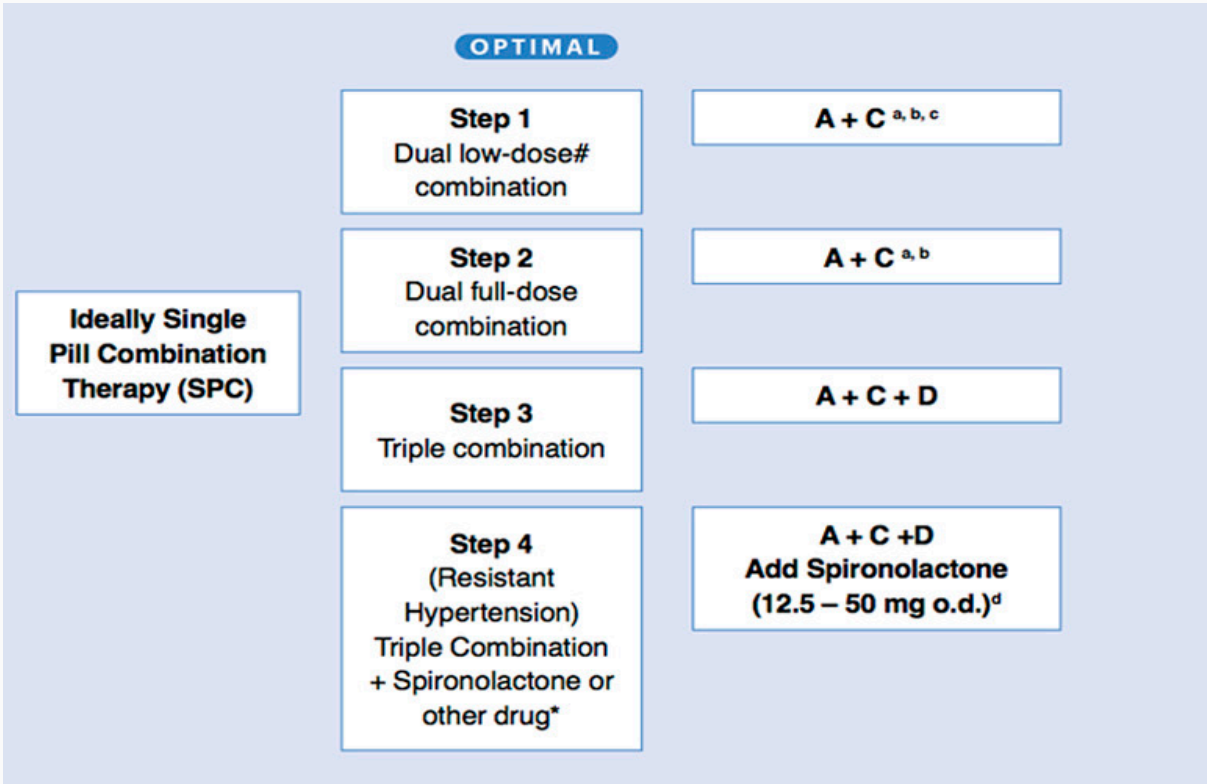 OPTIMAL
Ideally Single
Pill Combination
Therapy (SPC)
Step 1
Dual low-dose#
combination
A + C a, b, c
Step 2
Dual full-dose
combination
A + C a, b
Step 3
Triple combination
A + C + D
Step 4
(Resistant
Hypertension)
Triple Combination
+ Spironolactone or
other drug*
A + C +D
Add Spironolactone
(12.5 – 50 mg o.d.)d